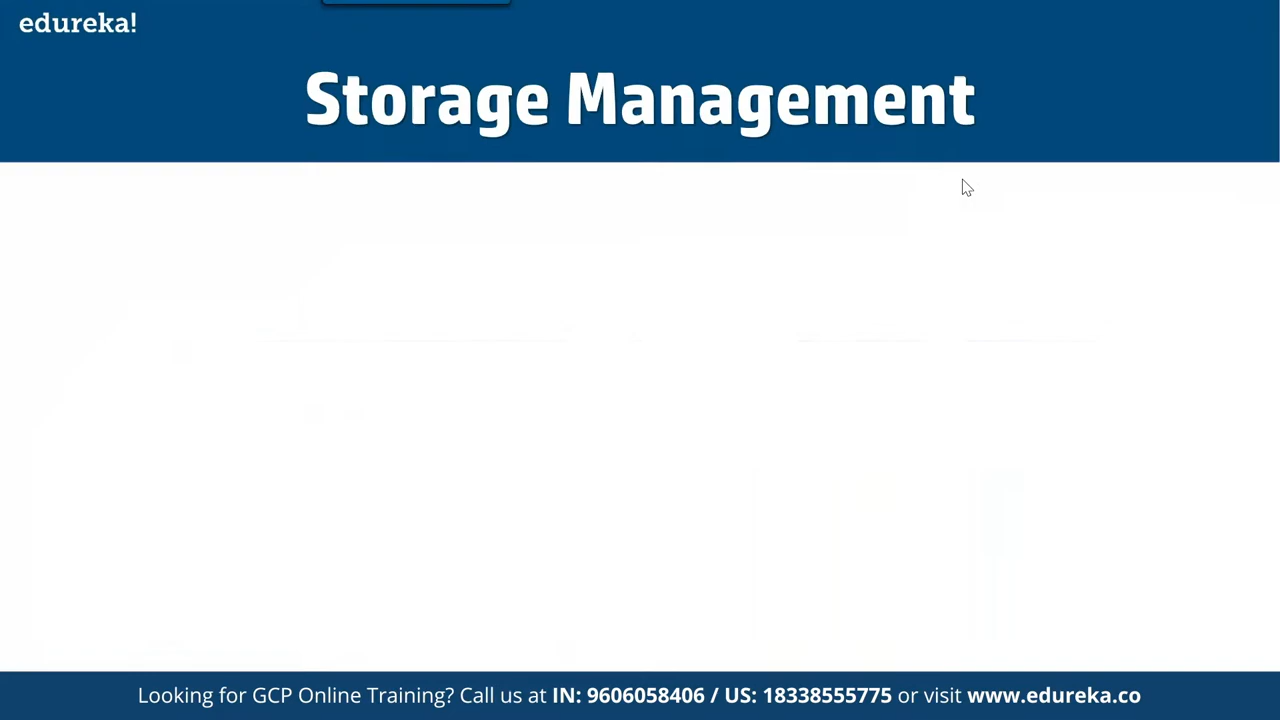 edureka!
Storage Management
Looking for GCP Online Training? Call us at IN: 9606058406 / US: 18338555775 or visit www.edureka.co